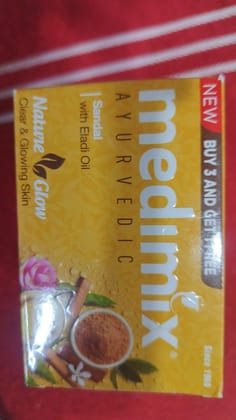 NEW BUY 3 AND GET 1 FREE
Since 1969
medimix®
AYURVEDIC
Sandal
with Eladi Oil
Nature Glow
Clear & Glowing Skin